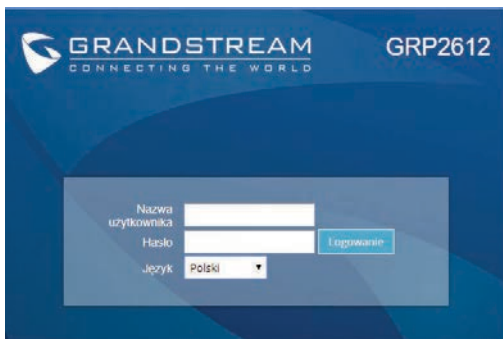 GRANDSTREAM
CONNECTING THE WORLD
GRP2612
Nazwa
użytkownika
Hasło
Logowanie
Język
Polski